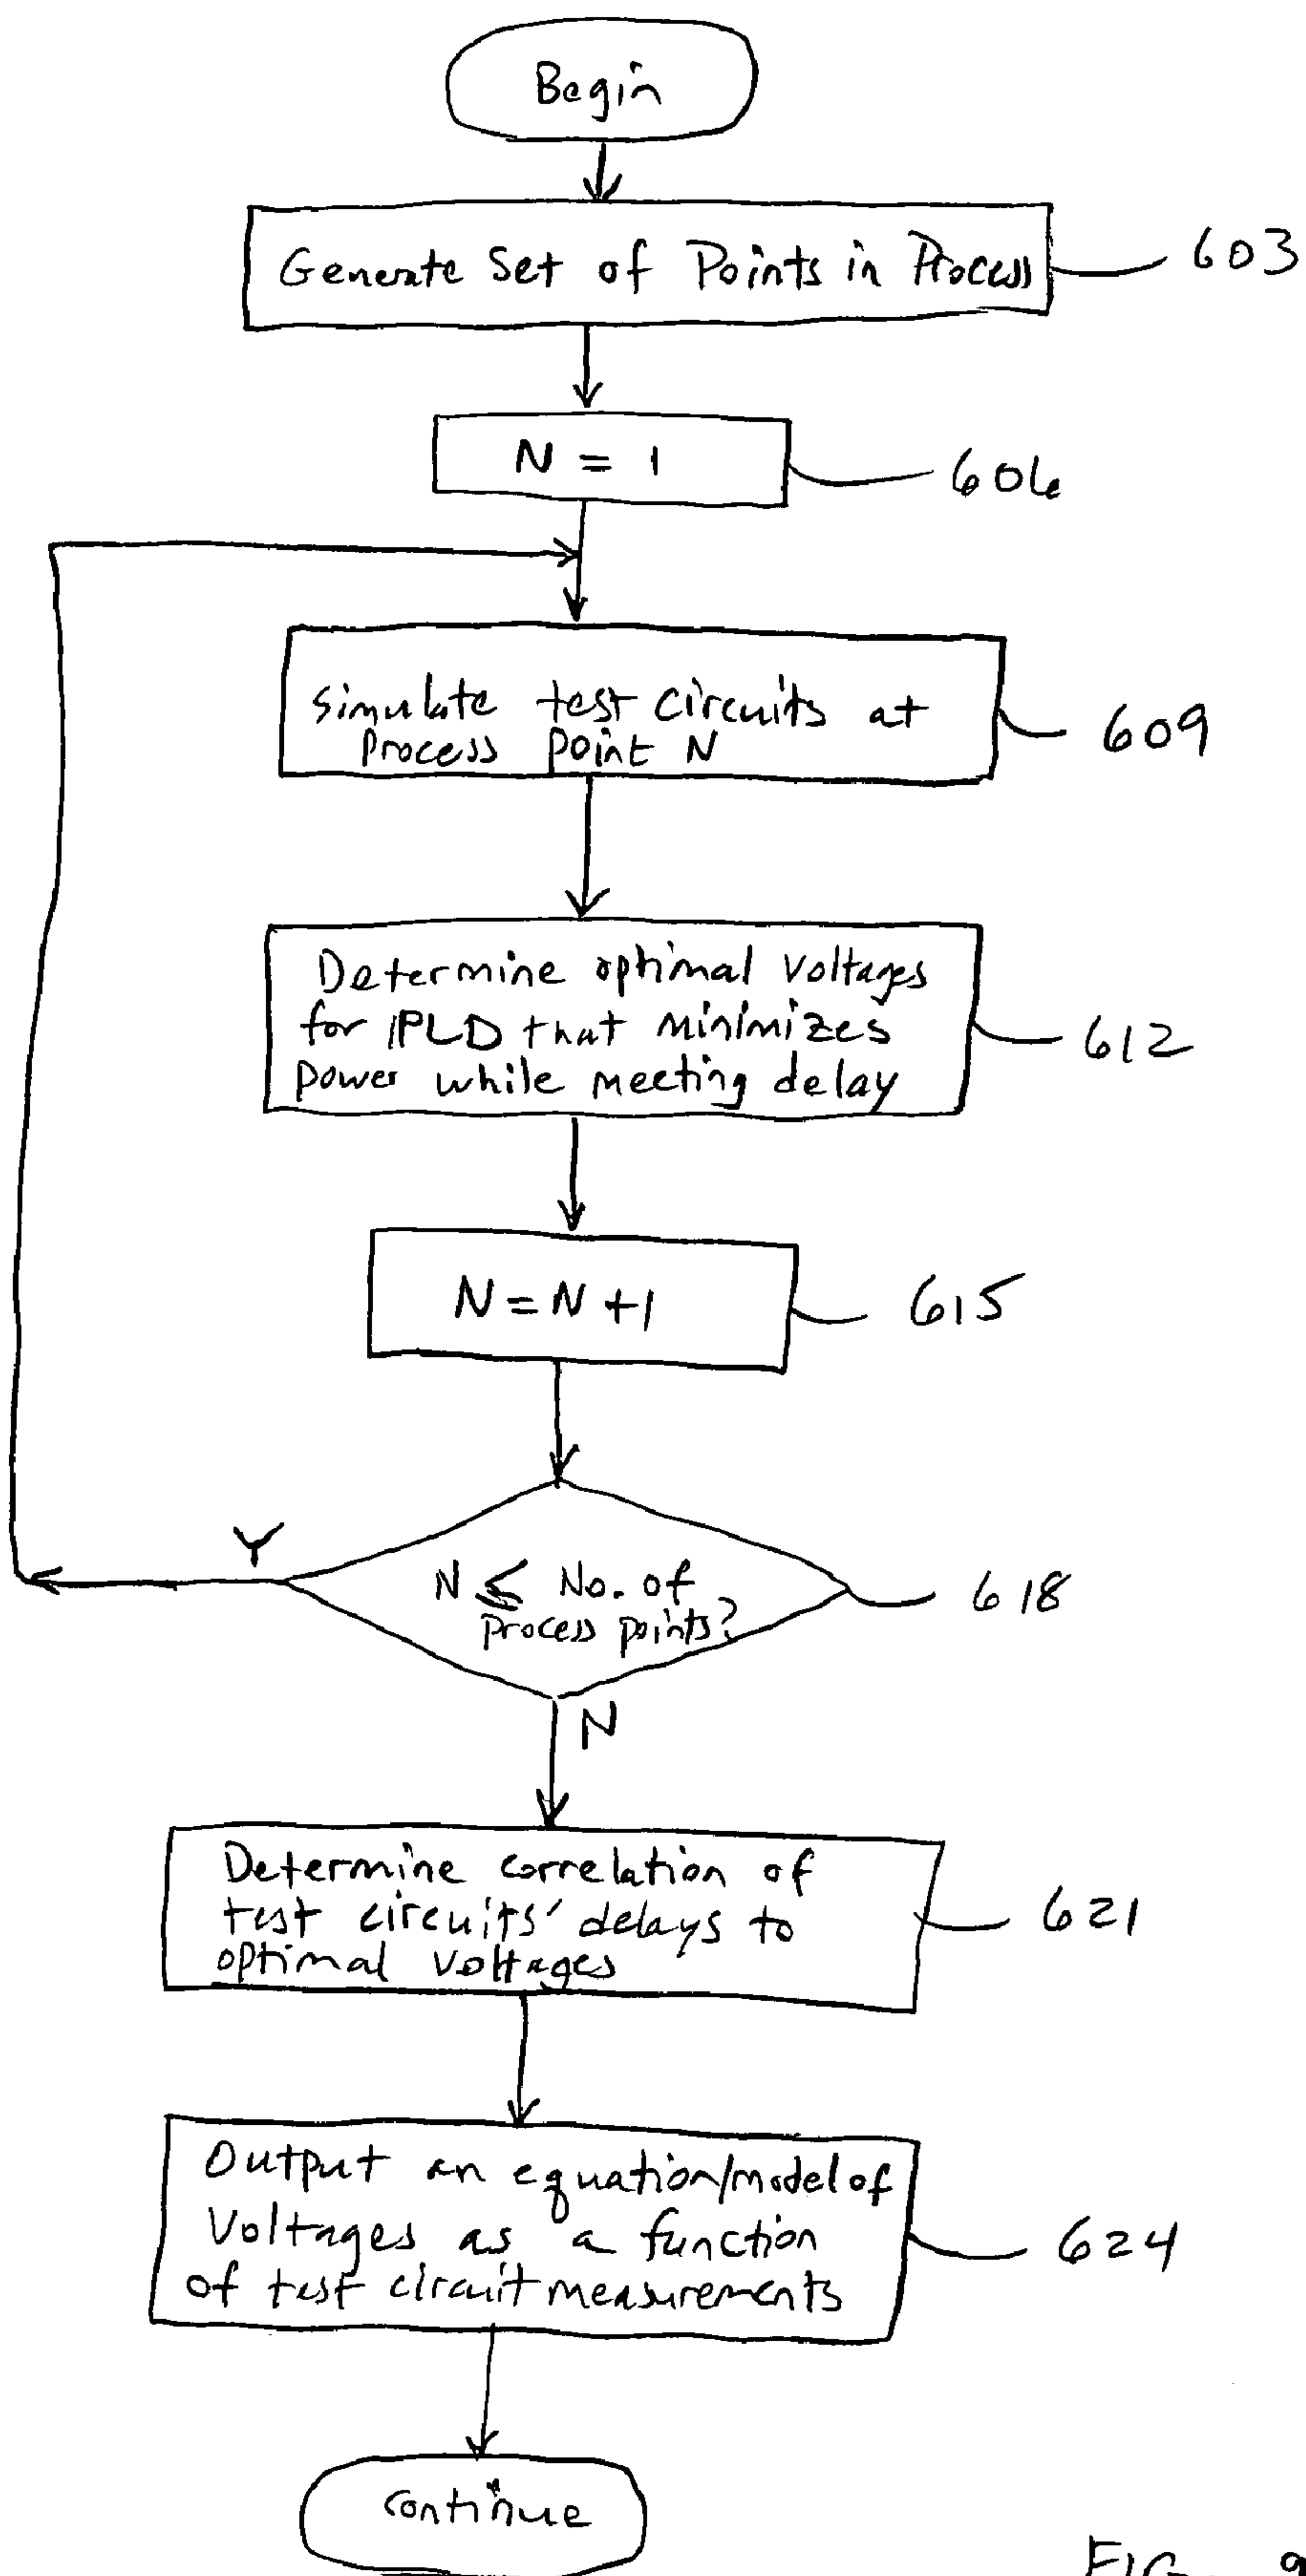 Begin
Generate Set of Points in Process
603
N = 1
606
Simulate test circuits at
process point N
609
Determine optimal voltages
for PLD that minimizes
power while meeting delay
612
N = N + 1
615
Y
N ≤ No. of
process points?
618
N
Determine correlation of
test circuits' delays to
optimal voltages
621
Output an equation/model of
Voltages as a function
of test circuit measurements
624
Continue
FIG.